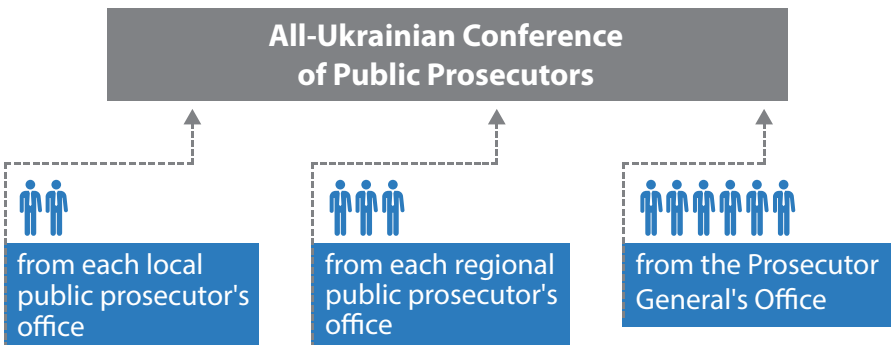 All-Ukrainian Conference
of Public Prosecutors
from each local
public prosecutor's
office
from each regional
public prosecutor's
office
from the Prosecutor
General's Office